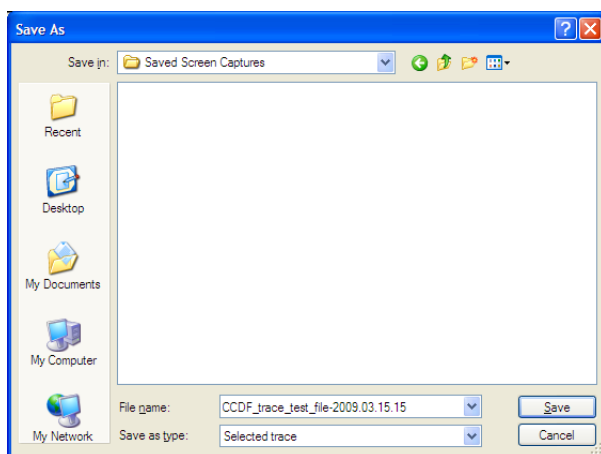 Save As
Save in: Saved Screen Captures
Recent
Desktop
My Documents
My Computer
My Network
File name: CCDF_trace_test_file-2009.03.15.15 Save
Save as type: Selected trace Cancel